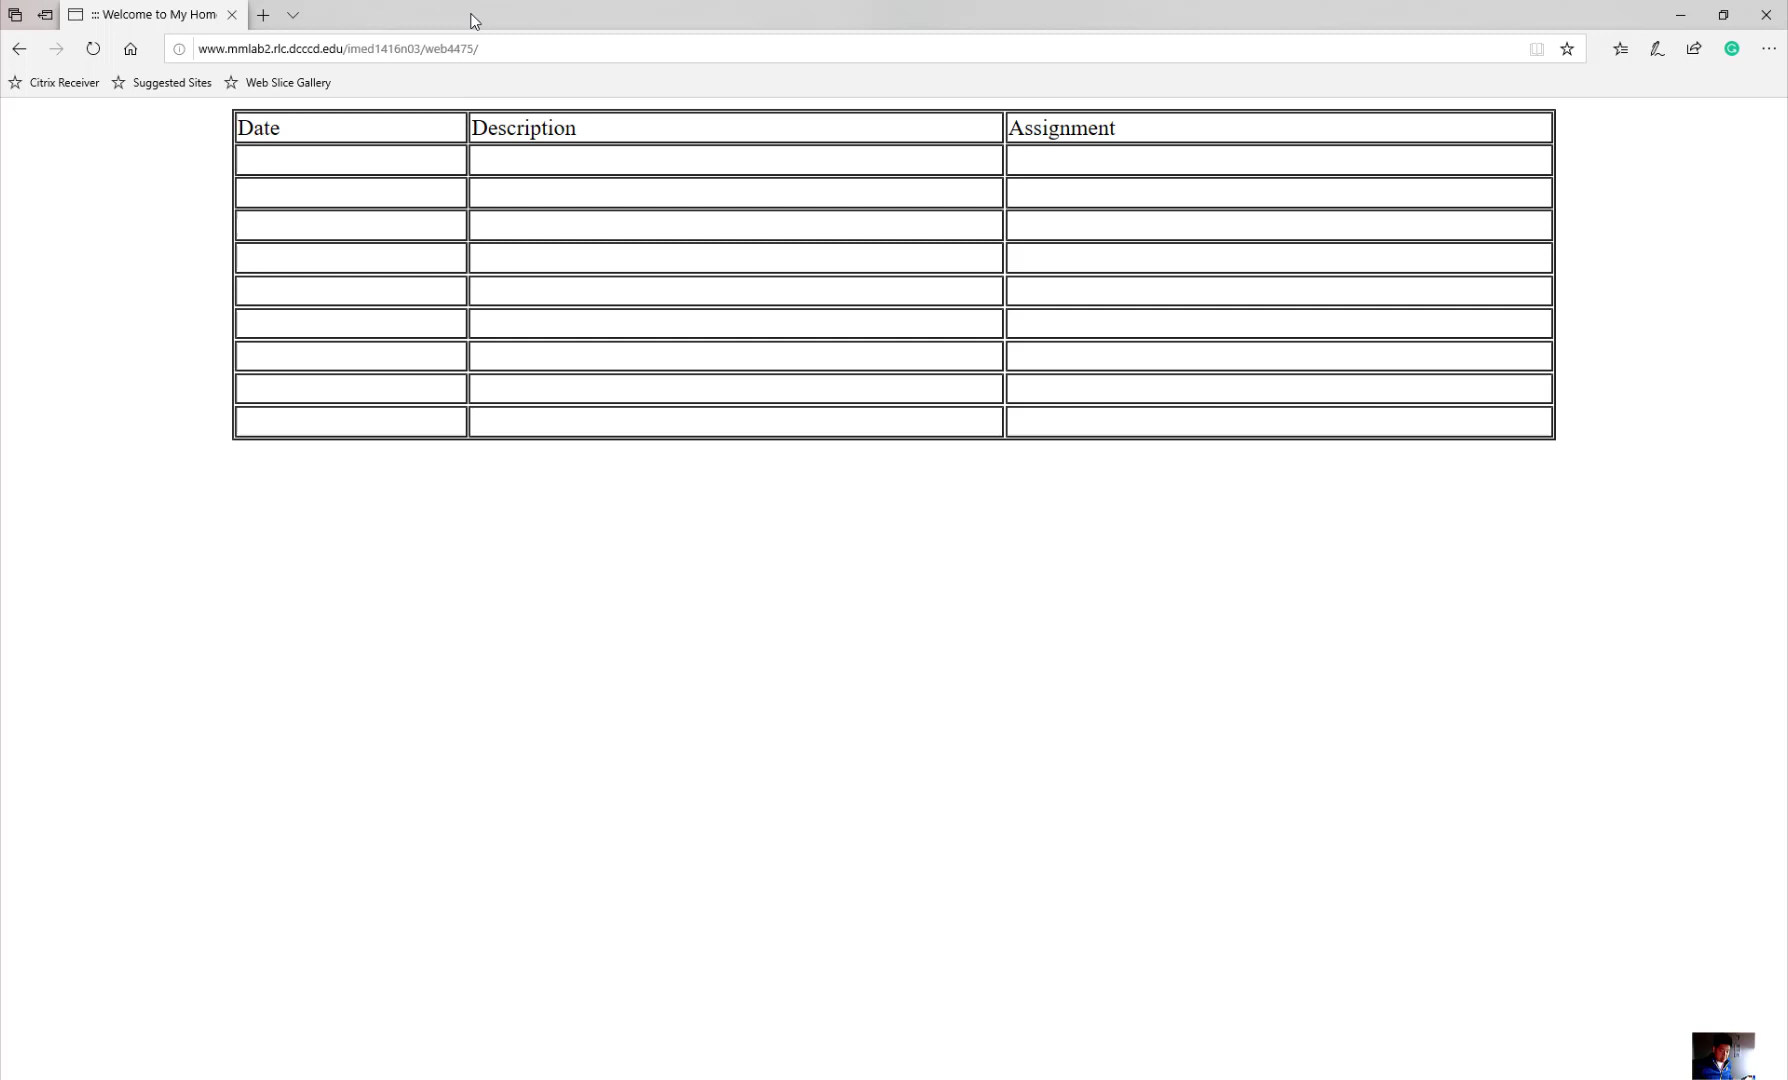 ::: Welcome to My Hom
www.mmlab2.rlc.dcccd.edu/imed1416n03/web4475/
Citrix Receiver Suggested Sites Web Slice Gallery
Date Description Assignment